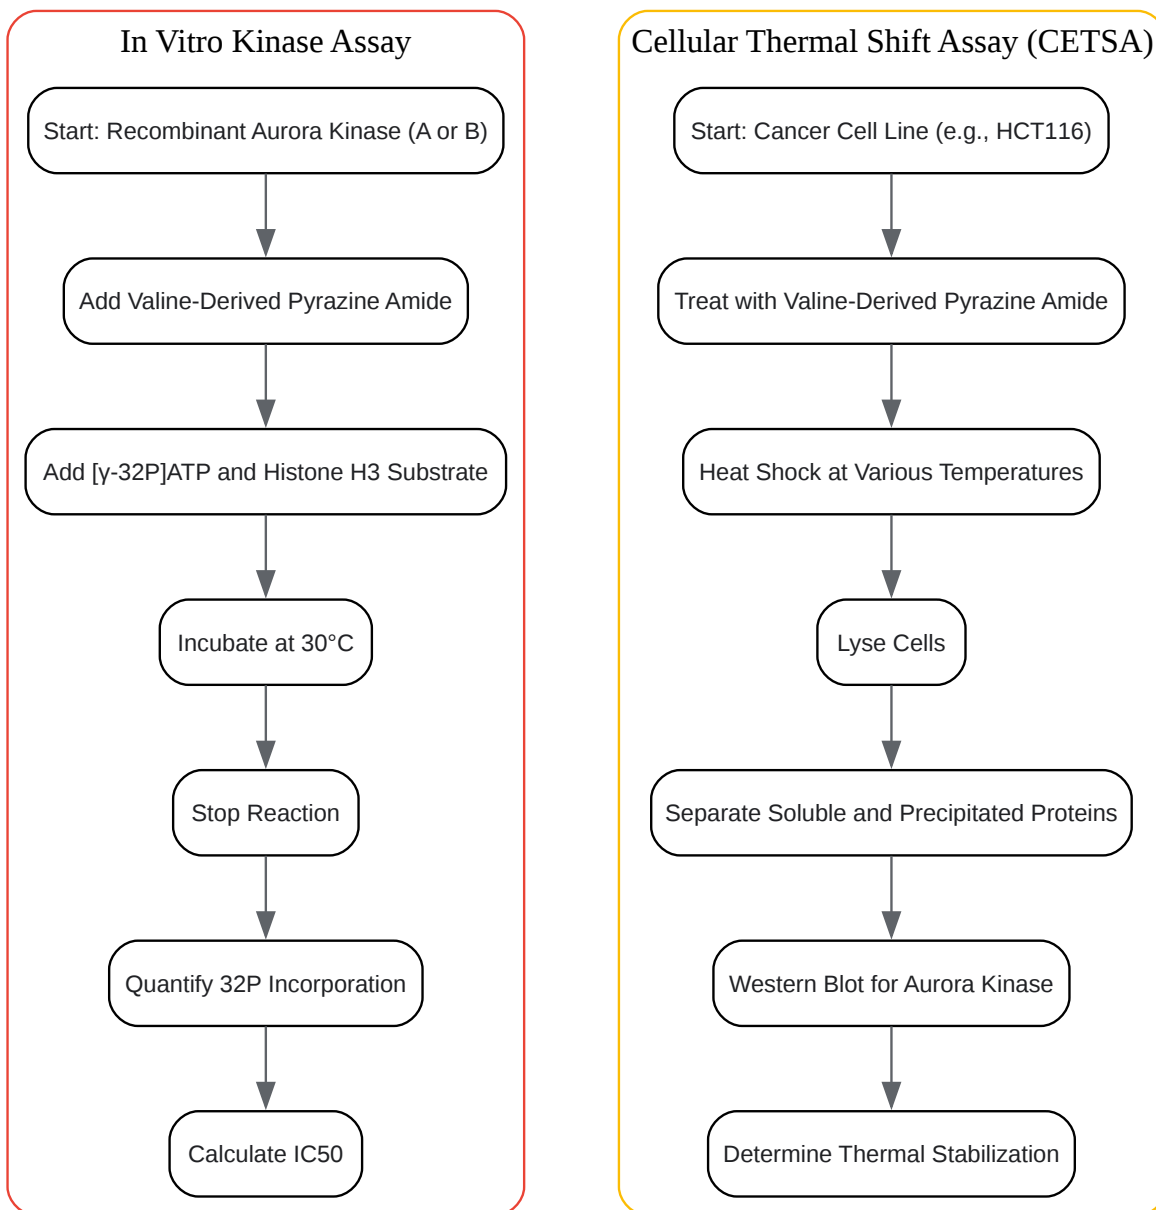 In Vitro Kinase Assay
Start: Recombinant Aurora Kinase (A or B)
Add Valine-Derived Pyrazine Amide
Add [γ-32P]ATP and Histone H3 Substrate
Incubate at 30°C
Stop Reaction
Quantify 32P Incorporation
Calculate IC50
Cellular Thermal Shift Assay (CETSA)
Start: Cancer Cell Line (e.g., HCT116)
Treat with Valine-Derived Pyrazine Amide
Heat Shock at Various Temperatures
Lyse Cells
Separate Soluble and Precipitated Proteins
Western Blot for Aurora Kinase
Determine Thermal Stabilization